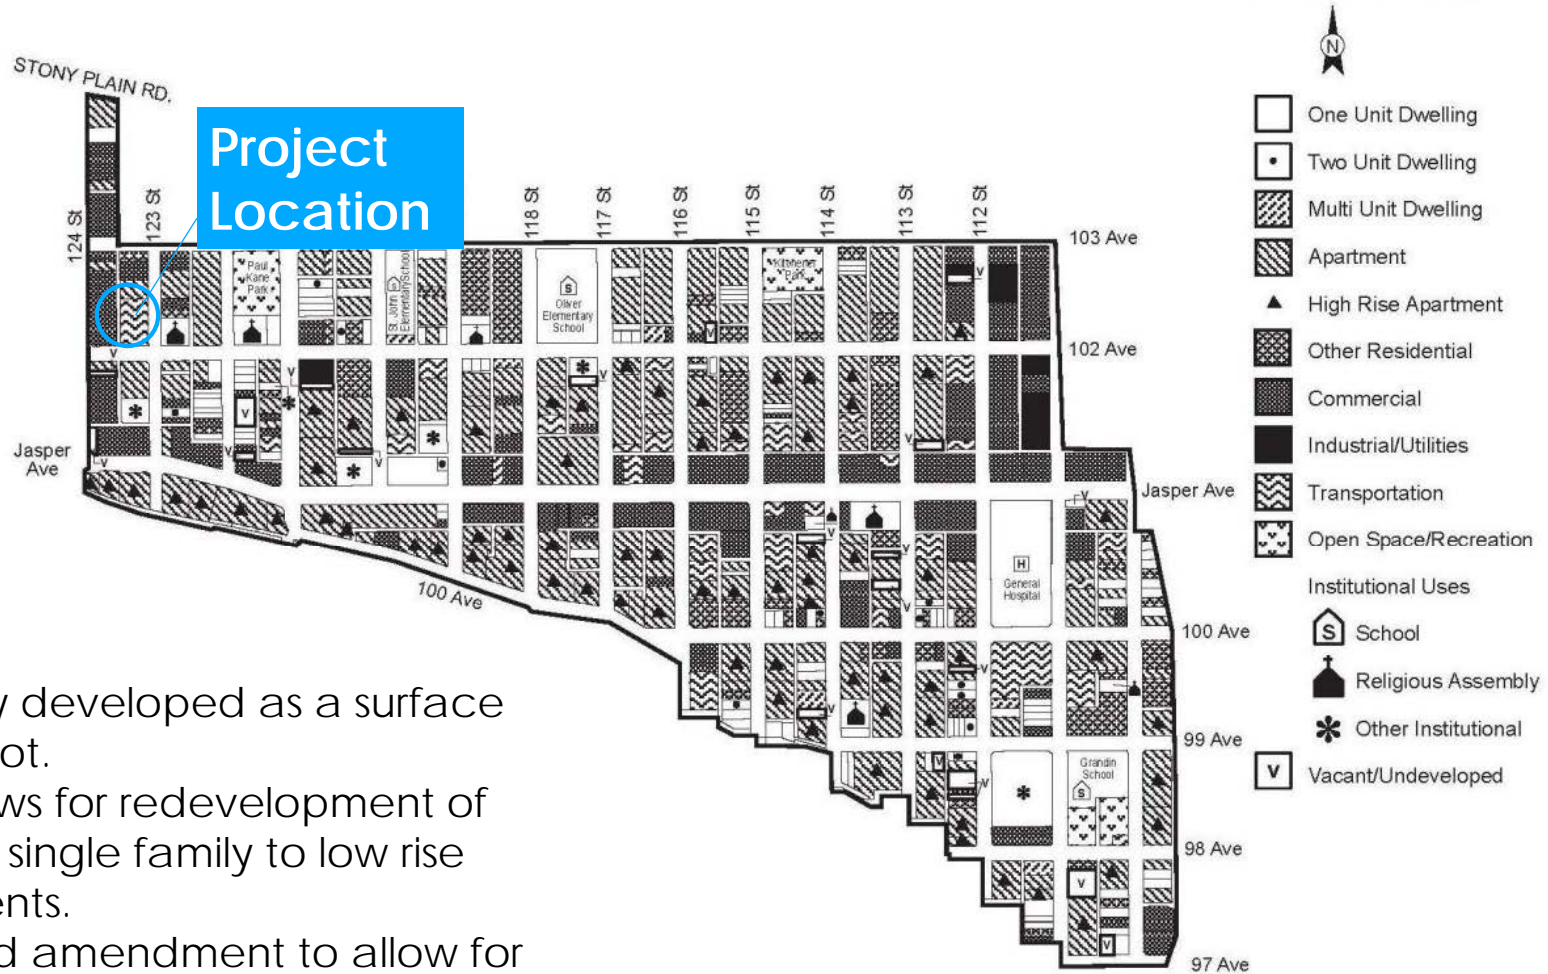 STONY PLAIN RD.
Project
Location
124 St
123 St
118 St
117 St
116 St
115 St
114 St
113 St
112 St
103 Ave
102 Ave
Jasper
Ave
Jasper Ave
100 Ave
100 Ave
99 Ave
98 Ave
97 Ave
Paul
Kane
Park
St. John
Elementary School
S
S
Oliver
Elementary
School
Kitchener
Park
H
General
Hospital
Grandin
School
S
N
One Unit Dwelling
Two Unit Dwelling
Multi Unit Dwelling
Apartment
High Rise Apartment
Other Residential
Commercial
Industrial/Utilities
Transportation
Open Space/Recreation
Institutional Uses
S School
Religious Assembly
Other Institutional
V Vacant/Undeveloped
y developed as a surface
ot.
ws for redevelopment of
single family to low rise
ents.
d amendment to allow for